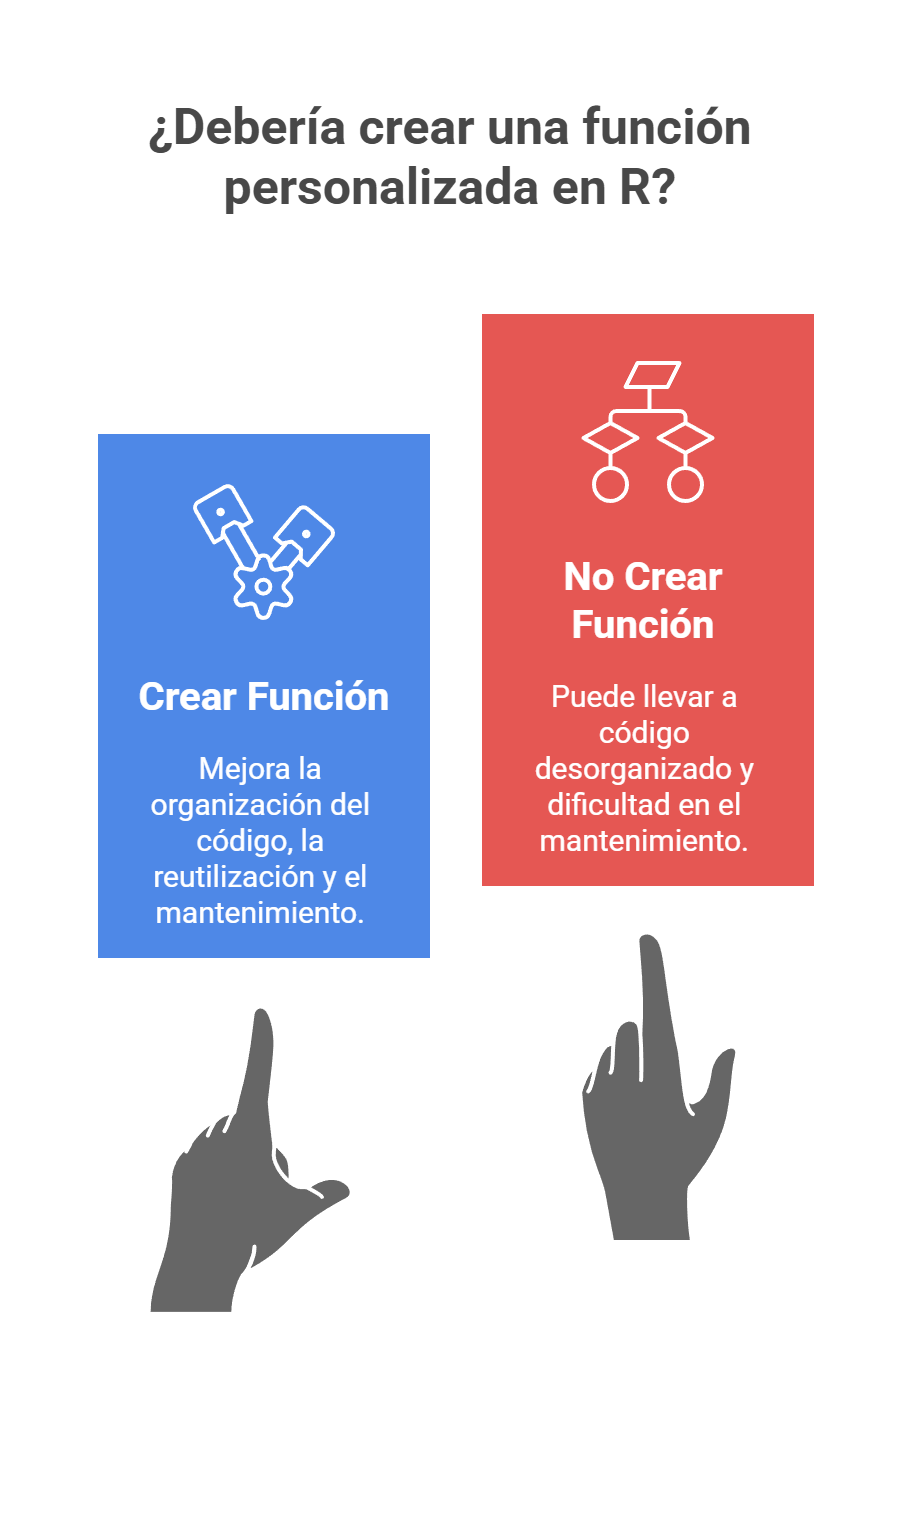 ¿Debería crear una función
personalizada en R?
Crear Función
Mejora la
organización del
código, la
reutilización y el
mantenimiento.
No Crear
Función
Puede llevar a
código
desorganizado y
dificultad en el
mantenimiento.